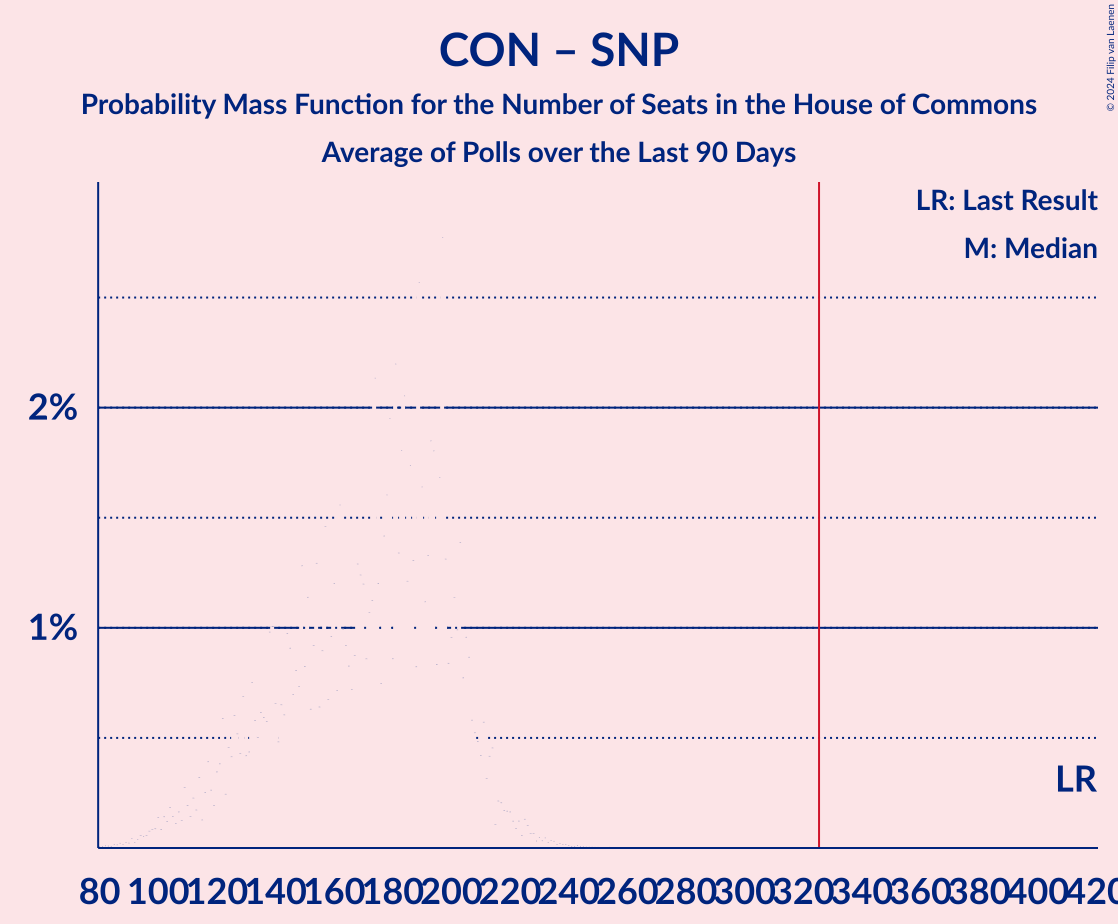 CON – SNP
Probability Mass Function for the Number of Seats in the House of Commons
Average of Polls over the Last 90 Days
© 2024 Filip van Laenen
LR: Last Result
M: Median
2%
1%
LR
80 100 120 140 160 180 200 220 240 260 280 300 320 340 360 380 400 420